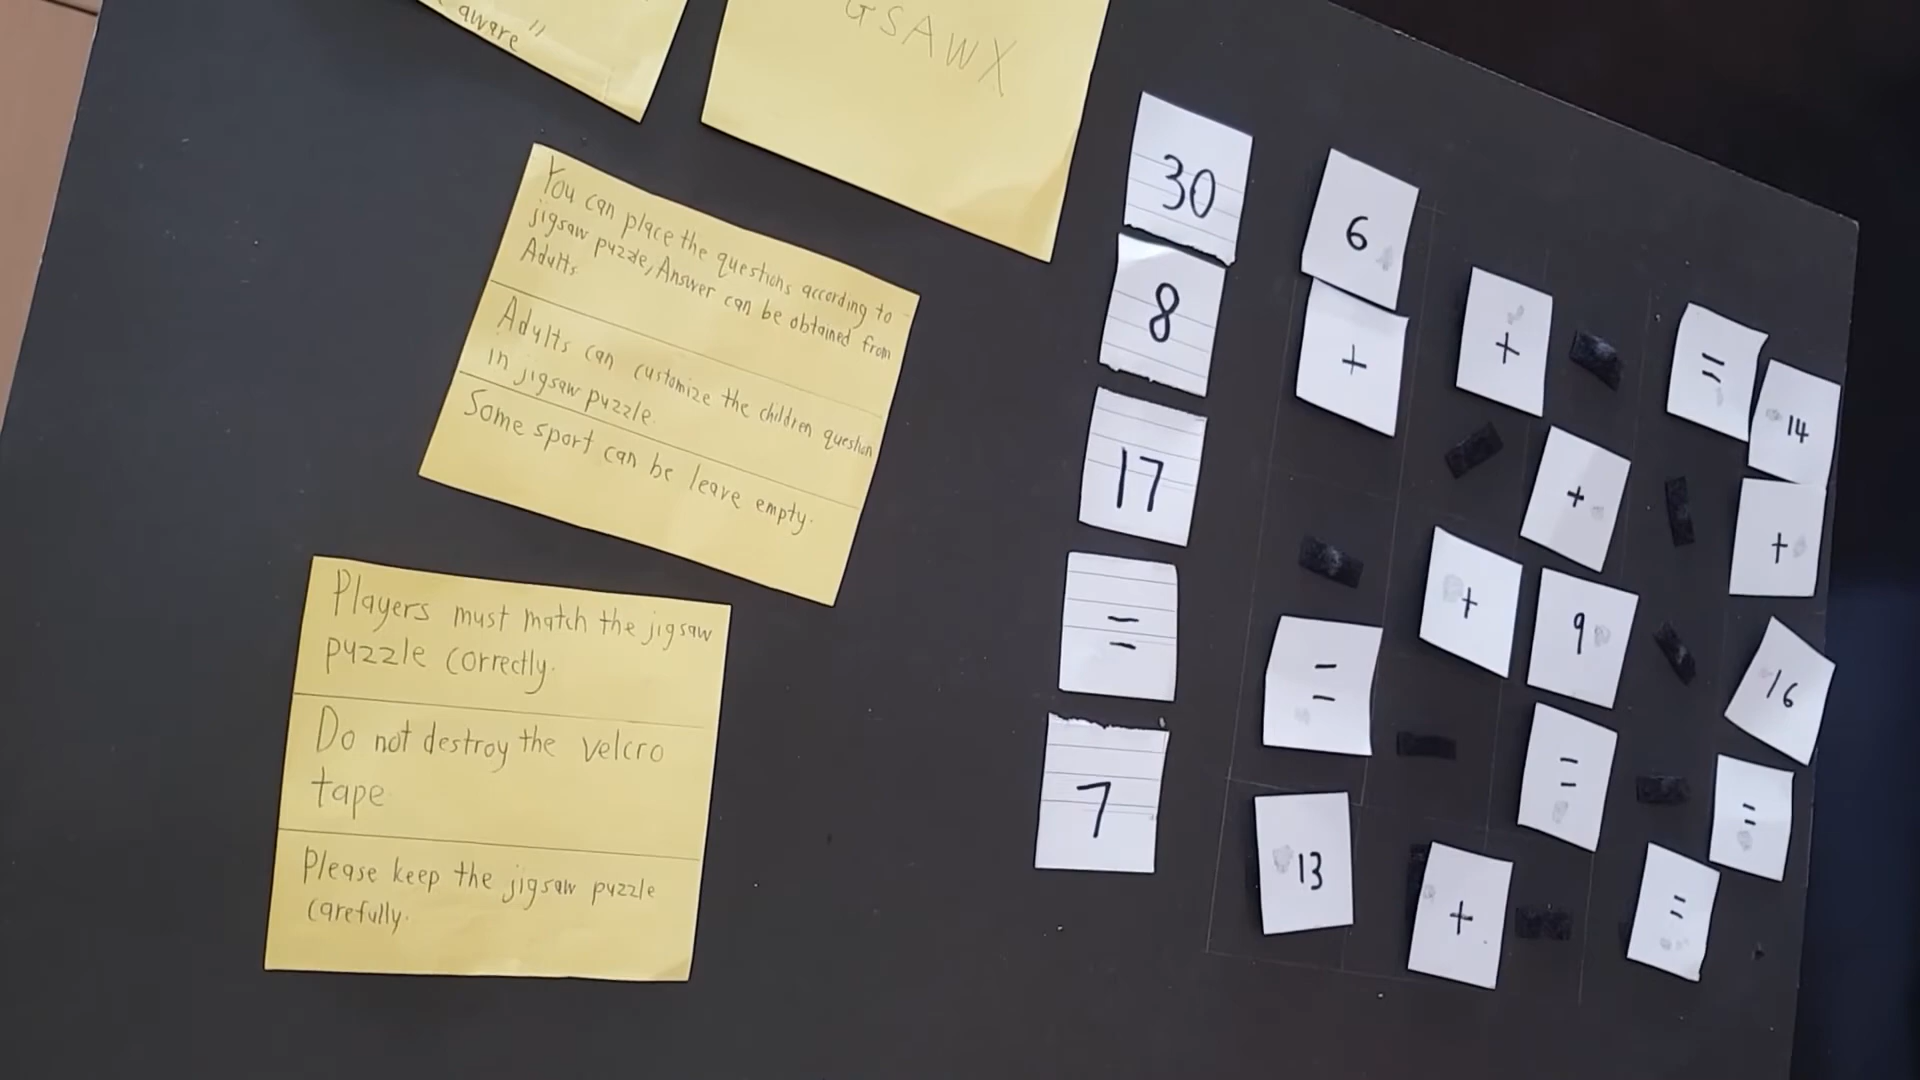 aware"
GSAWX
You can place the questions according to
jigsaw puzzle, Answer can be obtained from
Adults
Adults can customize the children question
in jigsaw puzzle.
Some sport can be leave empty.
Players must match the jigsaw
puzzle correctly.
Do not destroy the velcro
tape
Please keep the jigsaw puzzle
carefully.
30
8
17
=
7
6
+ + = 14
+ +
+ 9 16
= = =
13 + =